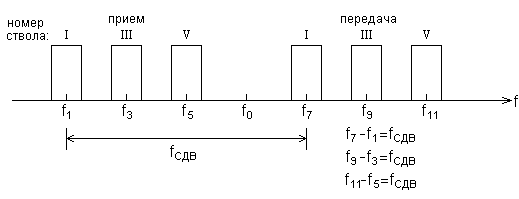 номер ствола:
прием
передача
I III V I III V
f1 f3 f5 f0 f7 f9 f11 f
fСДВ
f7-f1=fСДВ
f9-f3=fСДВ
f11-f5=fСДВ